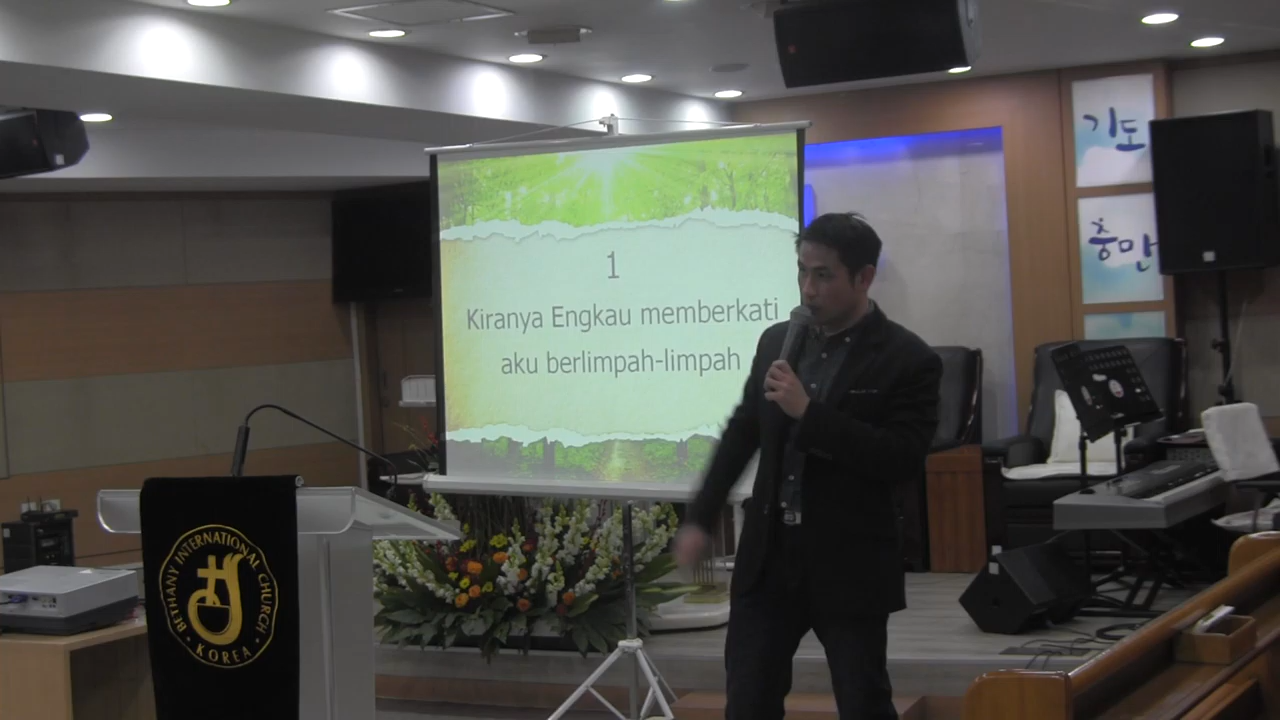 1
Kiranya Engkau memberkati
aku berlimpah-limpah
기도
충만
BETHANY INTERNATIONAL CHURCH
KOREA